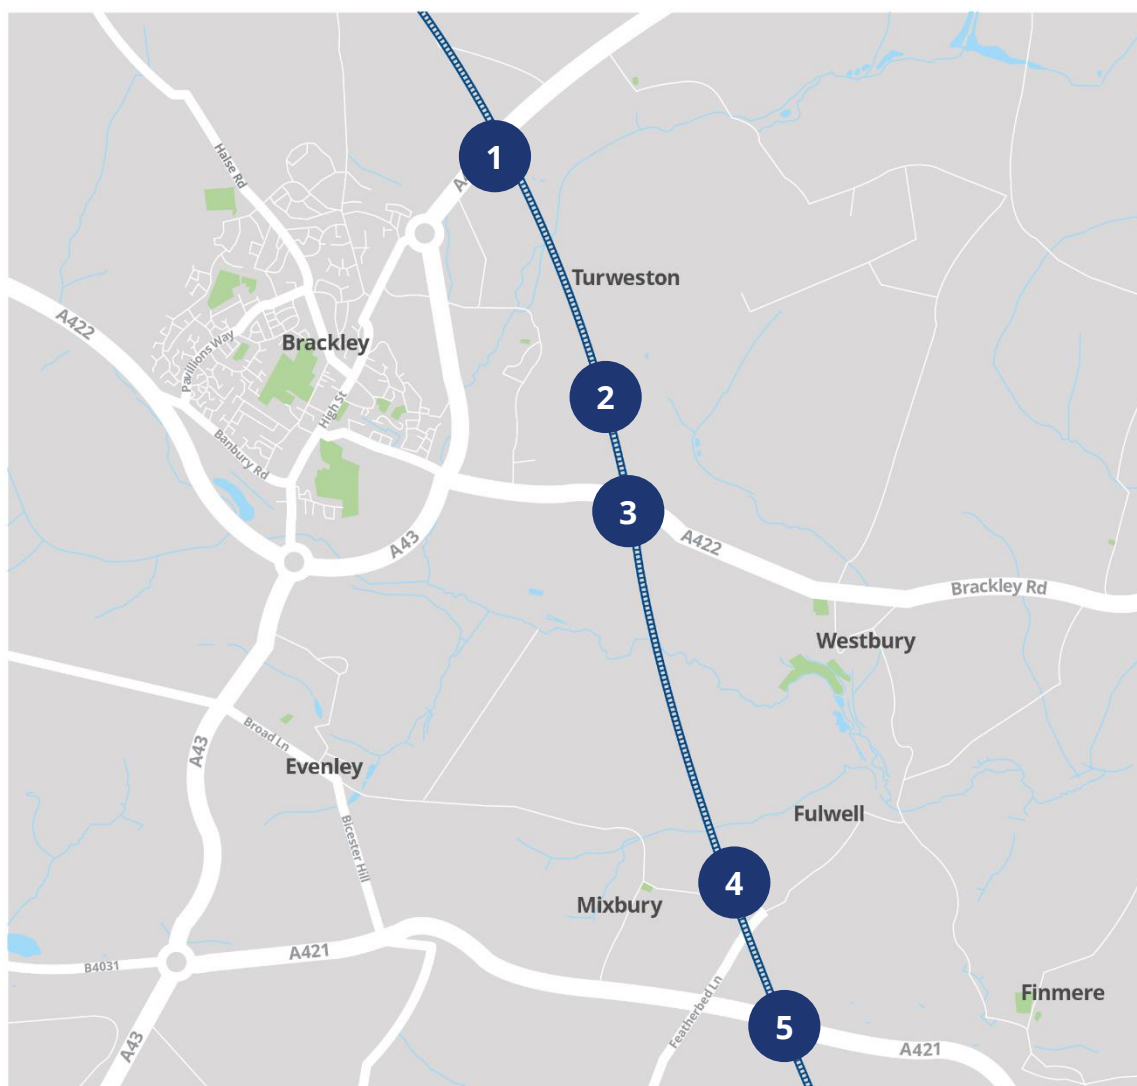 1
Halse Rd
Turweston
A422
Brackley
Pavillions Way
2
High St
Banbury Rd
3
A43
A422
Brackley Rd
Westbury
Broad Ln
A43
Evenley
Fulwell
Bicester Hill
4
Mixbury
A421
B4031
Finmere
Featherbed Ln
5
A43
A421